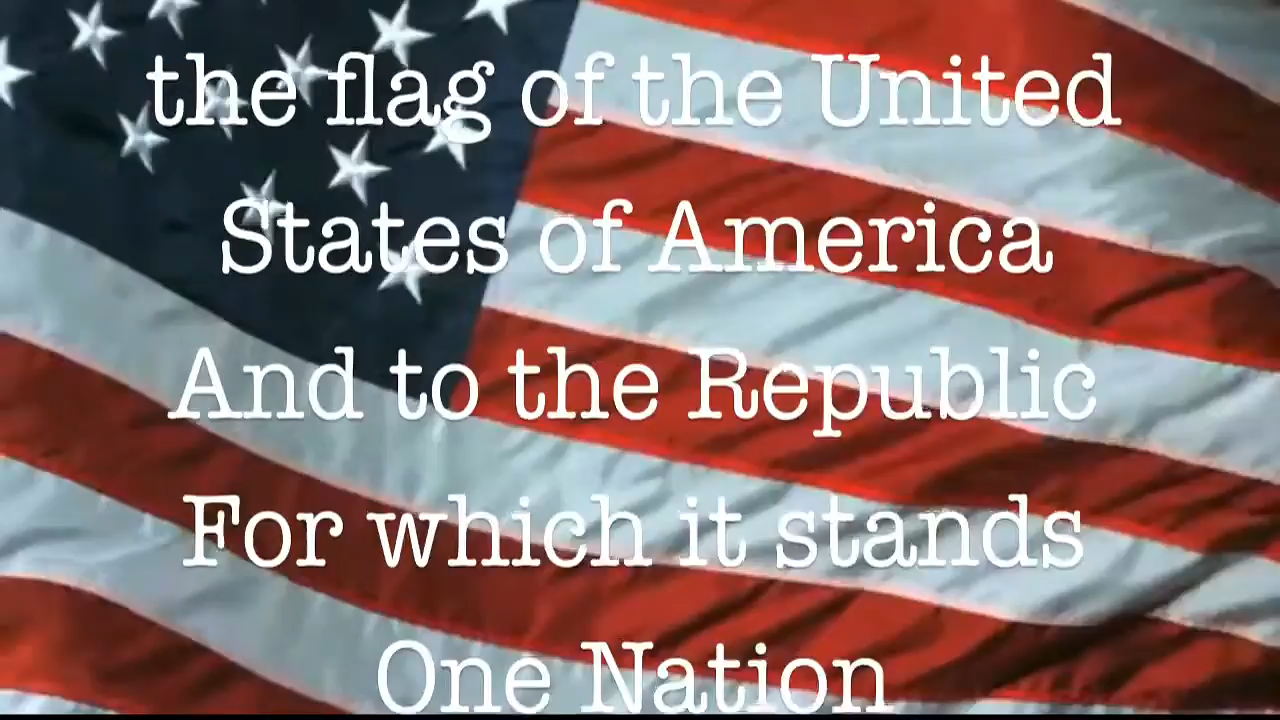 the flag of the United
States of America
And to the Republic
For which it stands
One Nation